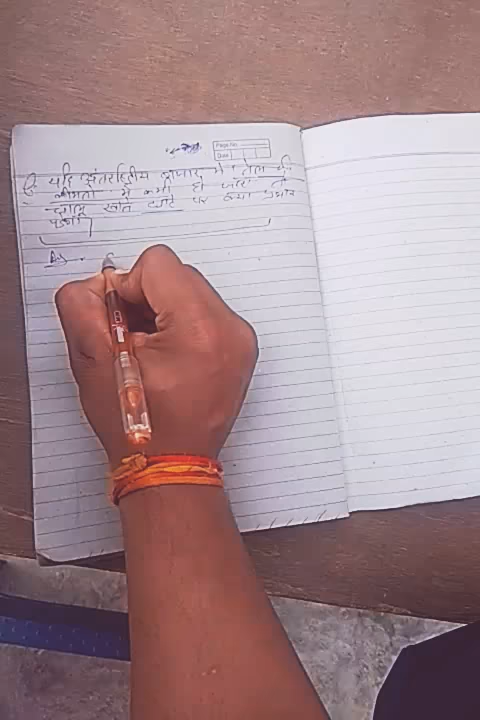 Page No.
Date
Q. यदि अंतर्राष्ट्रीय बाजार में तेल की
कीमतों में कमी हो जाए तो
चालू खाते घाटे पर क्या प्रभाव
पड़ेगा
Ans.